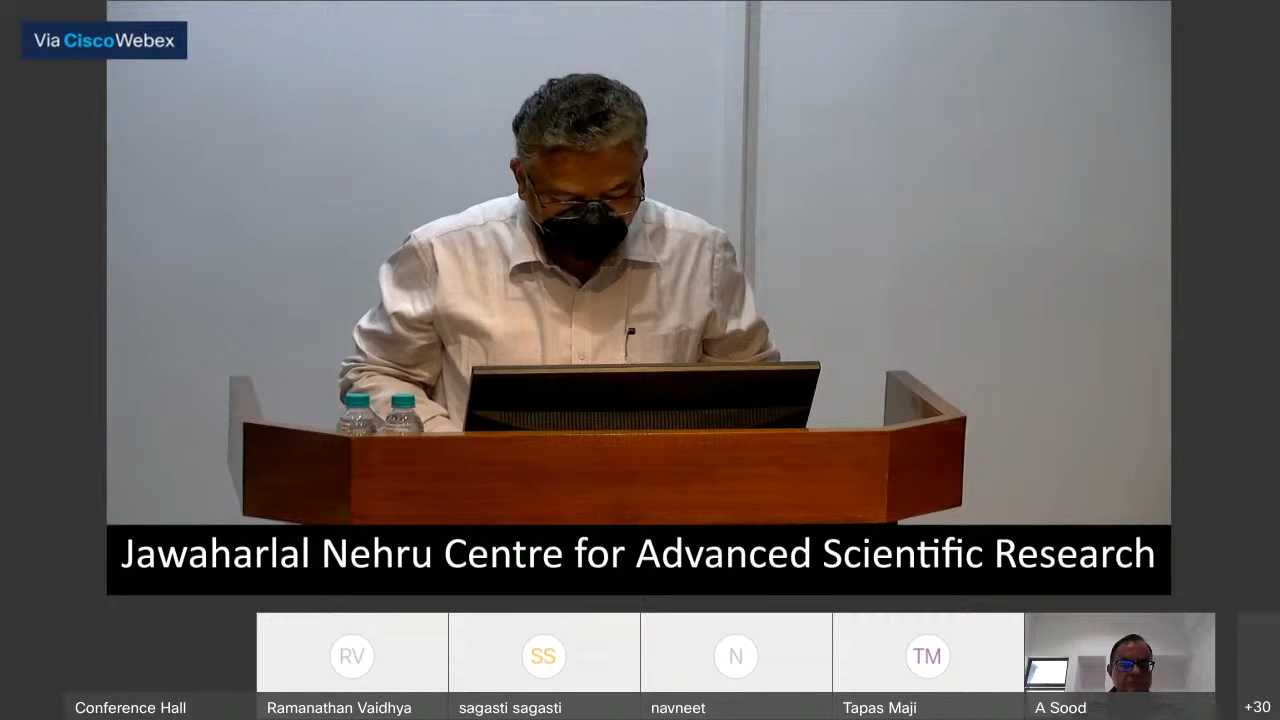 Via CiscoWebex
Jawaharlal Nehru Centre for Advanced Scientific Research
RV
SS
N
TM
Conference Hall
Ramanathan Vaidhya
sagasti sagasti
navneet
Tapas Maji
A Sood
+30